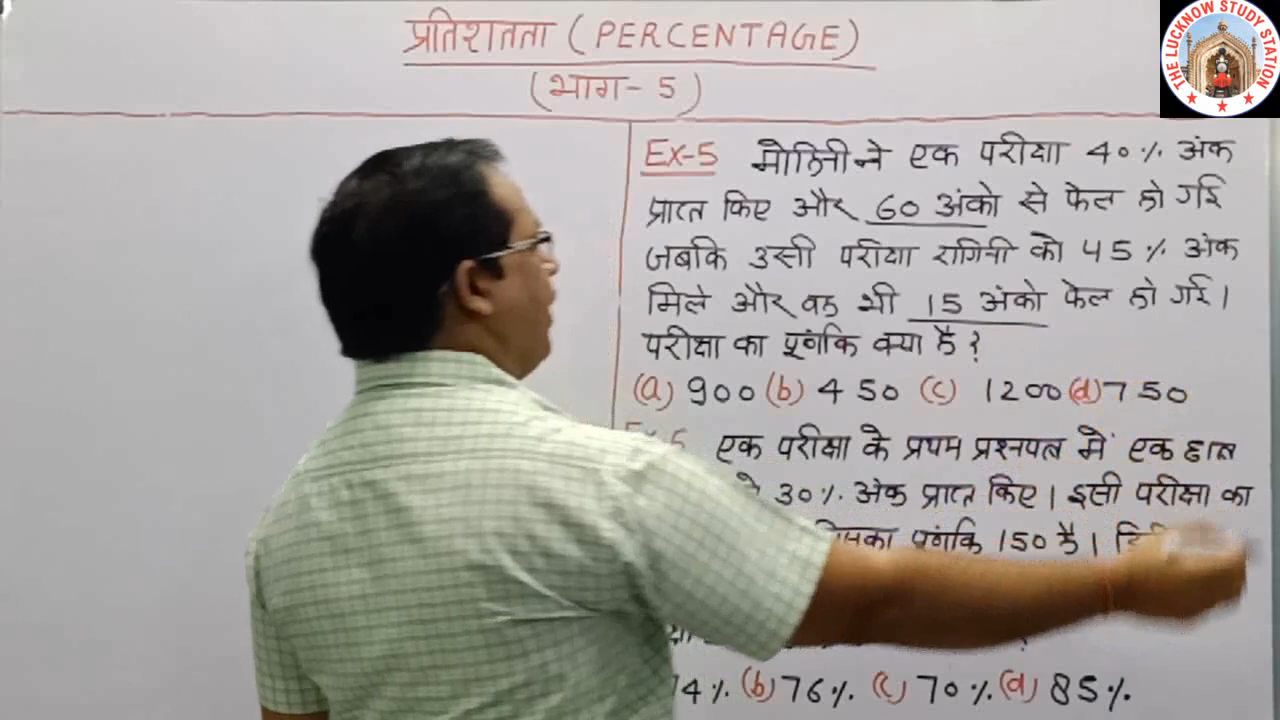 प्रतिशतता (PERCENTAGE)
(भाग- 5)
THE LUCKNOW STUDY STATION
Ex-5 मोहिनी ने एक परीक्षा 40% अंक
प्राप्त किए और 60 अंको से फेल हो गई
जबकि उसी परीक्षा रागिनी को 45% अंक
मिले और वह भी 15 अंको फेल हो गई।
परीक्षा का पूर्णांक क्या है?
(a) 900 (b) 450 (c) 1200 (d) 750
एक परीक्षा के प्रथम प्रश्नपत्र में एक छात्र
30% अंक प्राप्त किए। इसी परीक्षा का
पूर्णांक 150 है।
74% (b) 76% (c) 70% (d) 85%